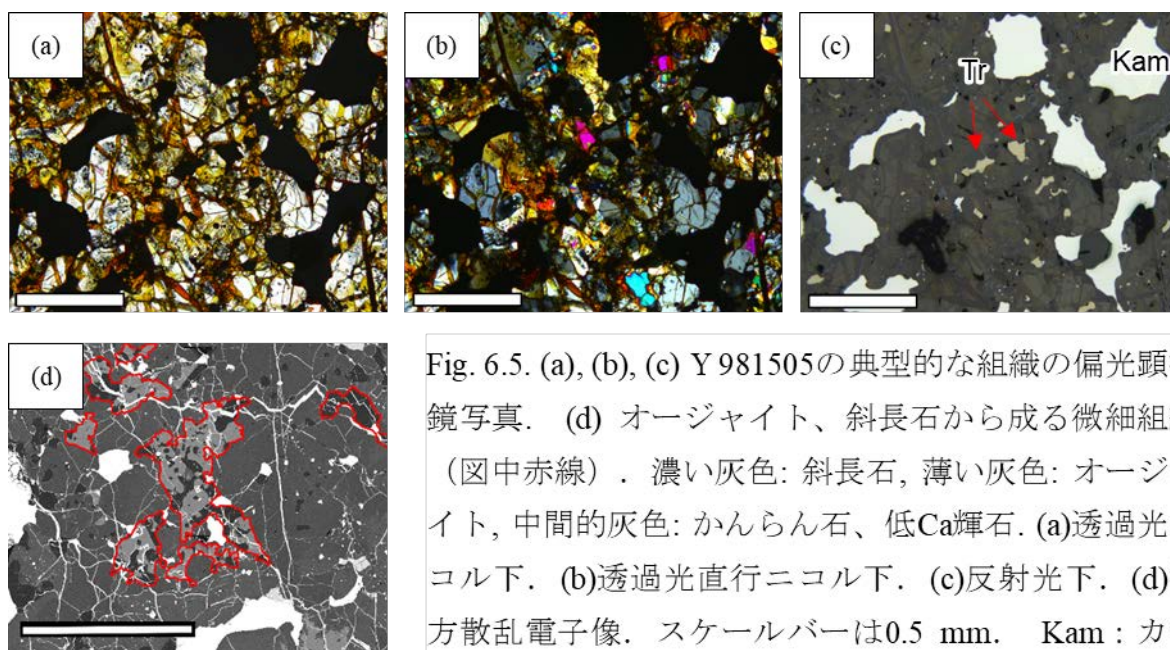 (a)
(b)
(c)
Tr
Kam
(d)
Fig. 6.5. (a), (b), (c) Y 981505の典型的な組織の偏光顕
鏡写真. (d) オージャイト、斜長石から成る微細組
(図中赤線). 濃い灰色: 斜長石, 薄い灰色: オージ
イト, 中間的灰色: かんらん石、低Ca輝石. (a)透過光
コル下. (b)透過光直行ニコル下. (c)反射光下. (d)
方散乱電子像. スケールバーは0.5 mm. Kam : カ